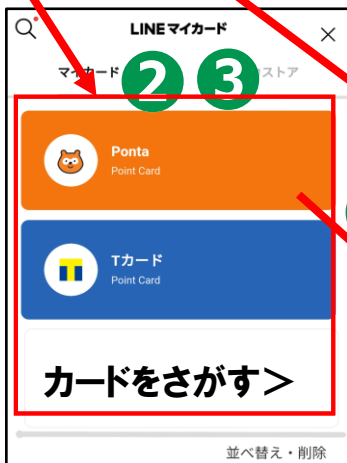 LINEマイカード
マイカード ストア
2 3
Ponta
Point Card
Tカード
Point Card
カードをさがす＞
並べ替え・削除